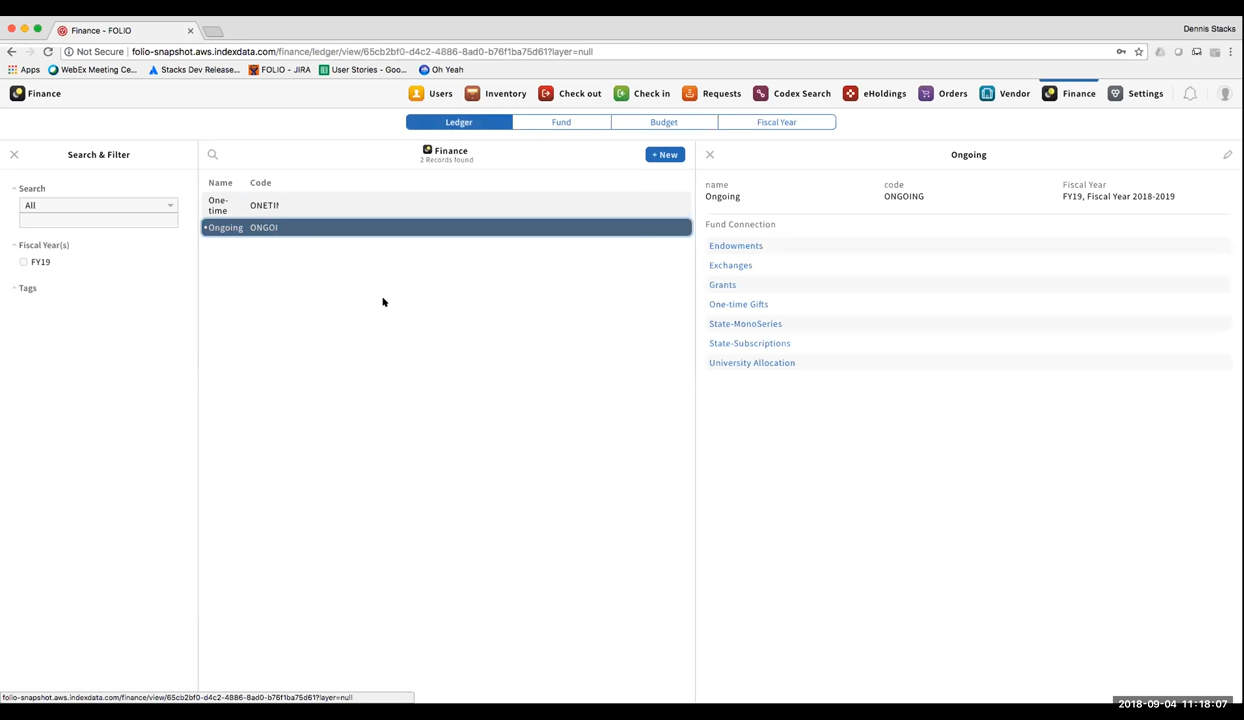 Finance - FOLIO
Dennis Stacks
Not Secure folio-snapshot.aws.indexdata.com/finance/ledger/view/65cb2bf0-d4c2-4886-8ad0-b76f1ba75d61?layer=null
Apps WebEx Meeting Ce... Stacks Dev Release... FOLIO - JIRA User Stories - Goo... Oh Yeah
Finance Users Inventory Check out Check in Requests Codex Search eHoldings Orders Vendor Finance Settings
Ledger Fund Budget Fiscal Year
Search & Filter
Search
All
Fiscal Year(s)
FY19
Tags
Finance
2 Records found
+ New
Name Code
One-time ONETI
Ongoing ONGOI
Ongoing
name code Fiscal Year
Ongoing ONGOING FY19, Fiscal Year 2018-2019
Fund Connection
Endowments
Exchanges
Grants
One-time Gifts
State-MonoSeries
State-Subscriptions
University Allocation
folio-snapshot.aws.indexdata.com/finance/view/65cb2bf0-d4c2-4886-8ad0-b76f1ba75d61?layer=null
2018-09-04 11:18:07